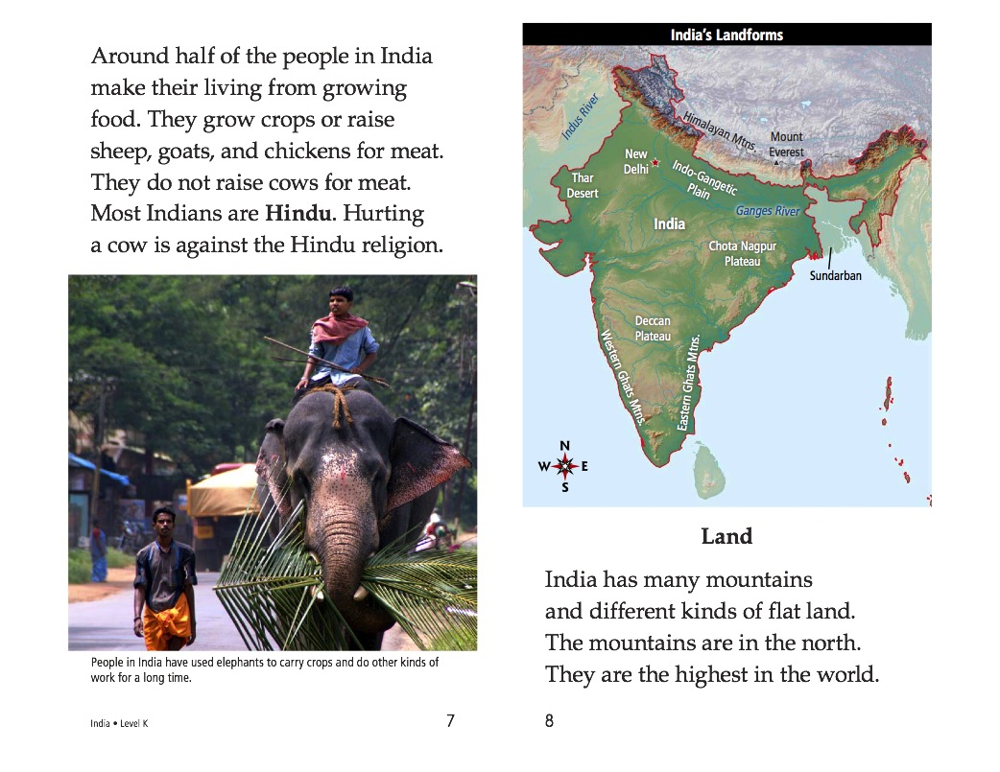 Around half of the people in India
make their living from growing
food. They grow crops or raise
sheep, goats, and chickens for meat.
They do not raise cows for meat.
Most Indians are Hindu. Hurting
a cow is against the Hindu religion.
People in India have used elephants to carry crops and do other kinds of
work for a long time.
India • Level K
7
India's Landforms
Indus River
Himalayan Mtns.
Mount
Everest
New
Delhi
Indo-Gangetic
Plain
Thar
Desert
Ganges River
India
Chota Nagpur
Plateau
Sundarban
Deccan
Plateau
Western Ghats Mtns.
Eastern Ghats Mtns.
N
W E
S
Land
India has many mountains
and different kinds of flat land.
The mountains are in the north.
They are the highest in the world.
8